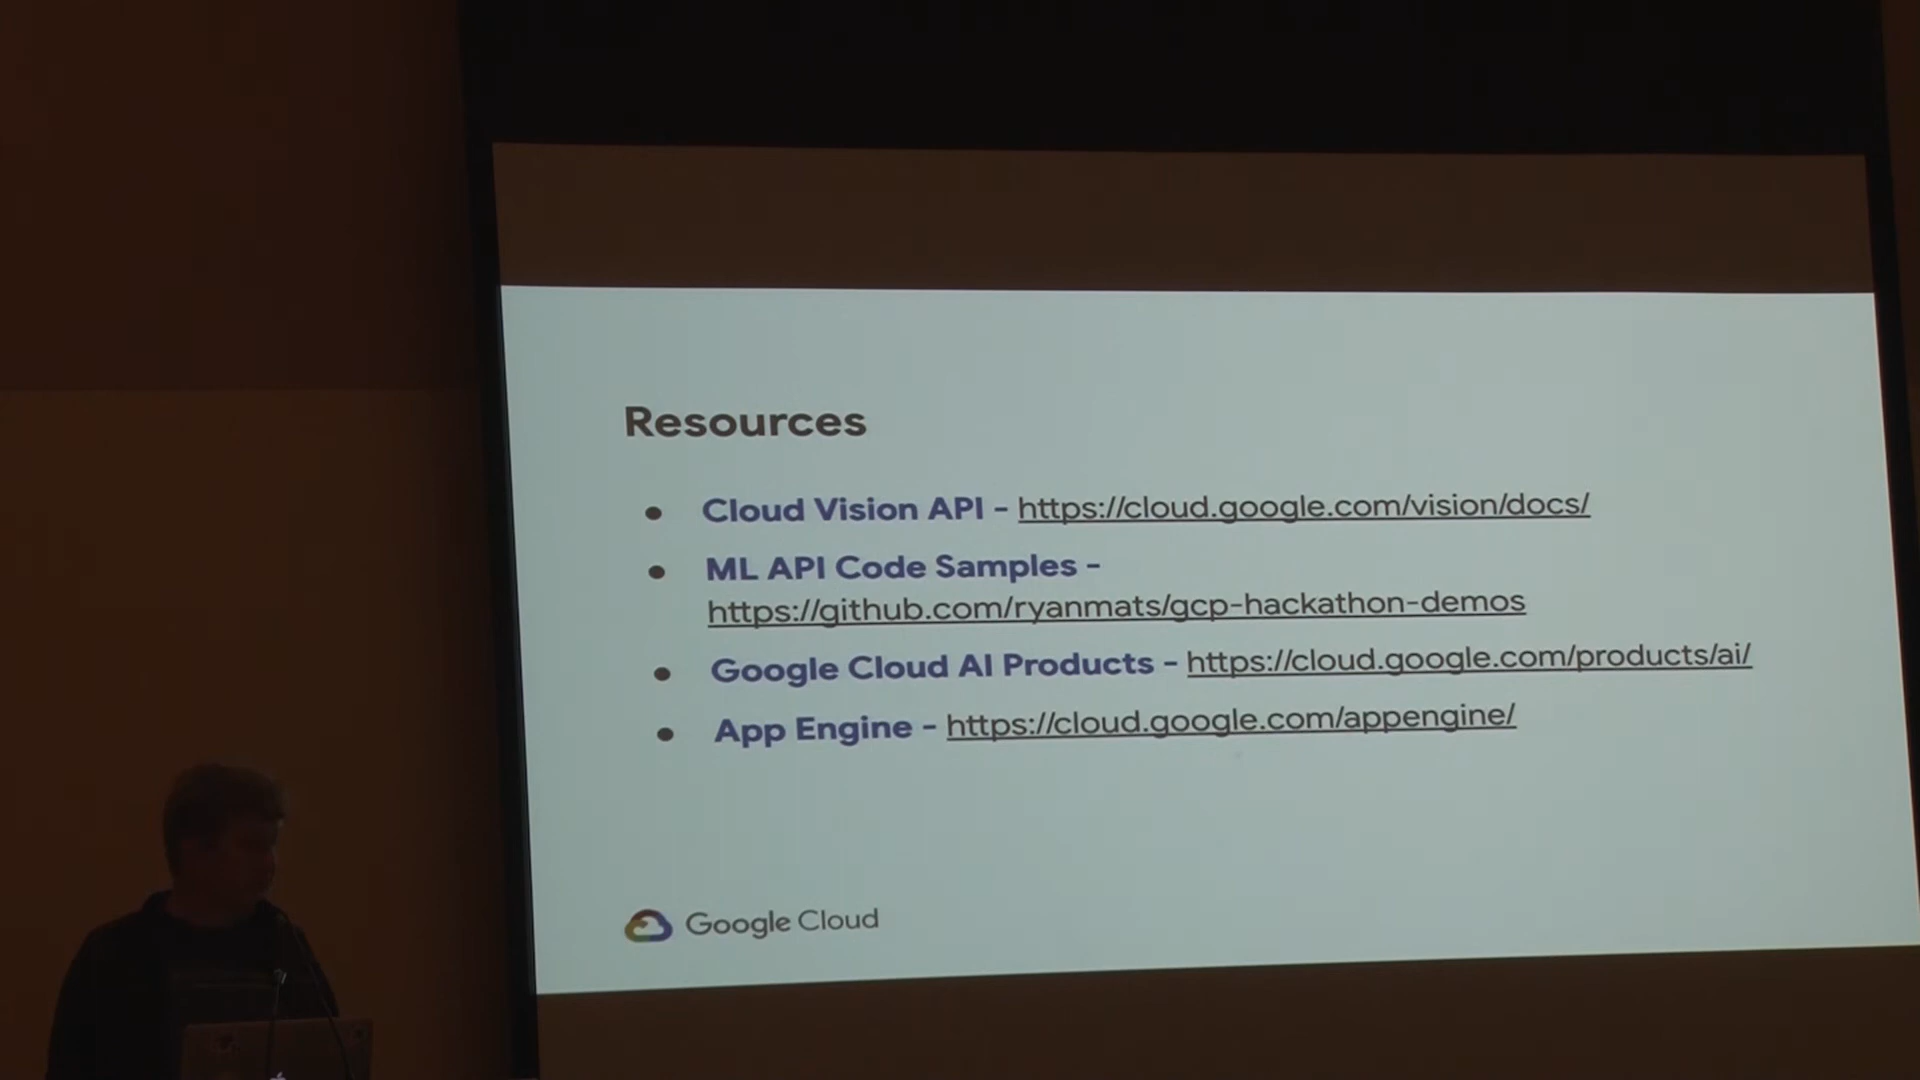 Resources
● Cloud Vision API - https://cloud.google.com/vision/docs/
● ML API Code Samples -
https://github.com/ryanmats/gcp-hackathon-demos
● Google Cloud AI Products - https://cloud.google.com/products/ai/
● App Engine - https://cloud.google.com/appengine/
Google Cloud